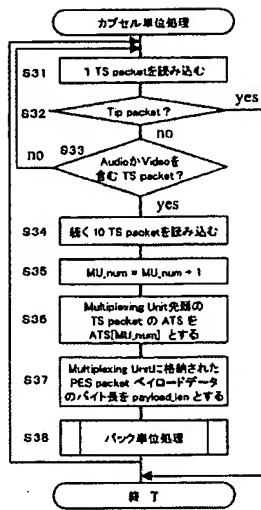 カプセル単位処理
S31
1 TS packetを読み込む
S32
Tip packet ?
yes
no
S33
no
AudioかVideoを
含む TS packet ?
yes
S34
続く 10 TS packetを読み込む
S35
MU_num = MU_num + 1
S36
Multiplexing Unit先頭の
TS packet の ATS を
ATS[MU_num] とする
S37
Multiplexing Unitに格納された
PES packet ペイロードデータ
のバイト長を payload_len とする
S38
パック単位処理
終 了